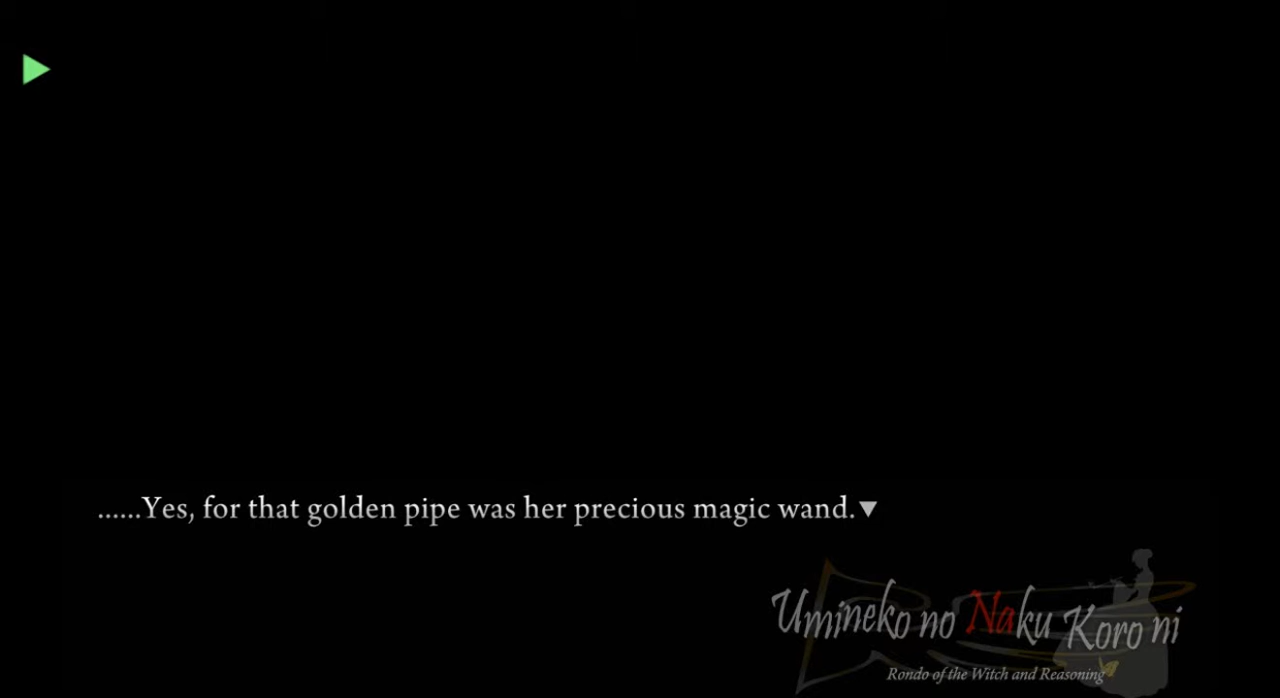 ......Yes, for that golden pipe was her precious magic wand.▼
Umineko no Naku Koro ni
Rondo of the Witch and Reasoning